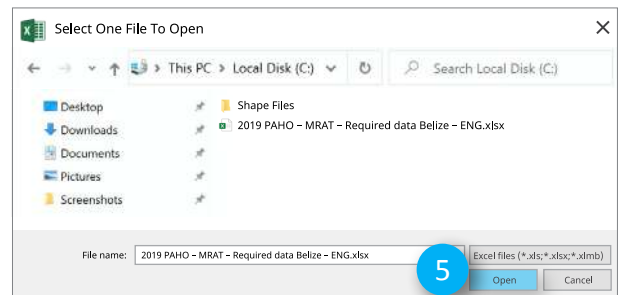 Select One File To Open
This PC > Local Disk (C:)
Search Local Disk (C:)
Desktop
Downloads
Documents
Pictures
Screenshots
Shape Files
2019 PAHO – MRAT – Required data Belize – ENG.xlsx
File name:
2019 PAHO – MRAT – Required data Belize – ENG.xlsx
Excel files (*.xls;*.xlsx;*.xlmb)
5
Open
Cancel